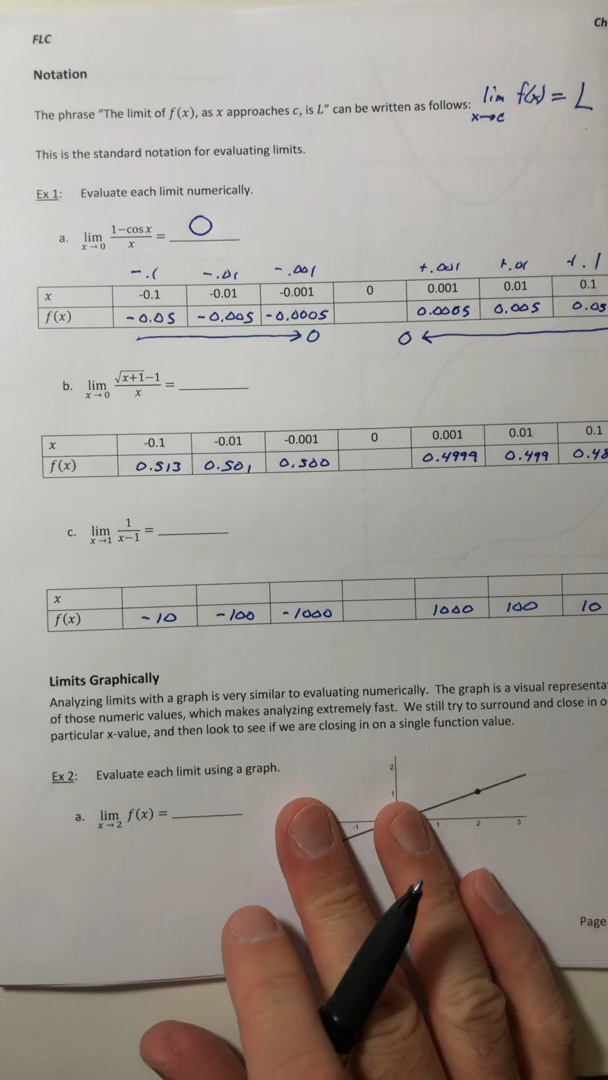 FLC
Ch
Notation
The phrase "The limit of f(x), as x approaches c, is L" can be written as follows: lim x→c f(x) = L
This is the standard notation for evaluating limits.
Ex 1: Evaluate each limit numerically.
a. lim x→0 (1−cos x)/x = 0
-.1 -.01 -.001 +.001 +.01 +.1
x -0.1 -0.01 -0.001 0 0.001 0.01 0.1
f(x) -0.05 -0.005 -0.0005 0.0005 0.005 0.05
→0 0←
b. lim x→0 (√x+1−1)/x =
x -0.1 -0.01 -0.001 0 0.001 0.01 0.1
f(x) 0.513 0.501 0.500 0.4999 0.499 0.48
c. lim x→1 1/(x−1) =
x
f(x) -10 -100 -1000 1000 100 10
Limits Graphically
Analyzing limits with a graph is very similar to evaluating numerically. The graph is a visual representa
of those numeric values, which makes analyzing extremely fast. We still try to surround and close in o
particular x-value, and then look to see if we are closing in on a single function value.
Ex 2: Evaluate each limit using a graph.
2
1
a. lim x→2 f(x) =
-1 1 2 3
Page